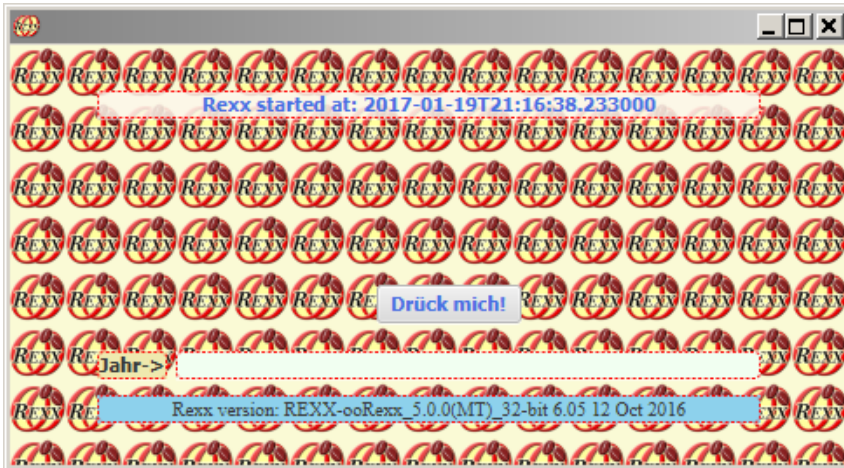 Rexx started at: 2017-01-19T21:16:38.233000
Drück mich!
Jahr->
Rexx version: REXX-ooRexx_5.0.0(MT)_32-bit 6.05 12 Oct 2016